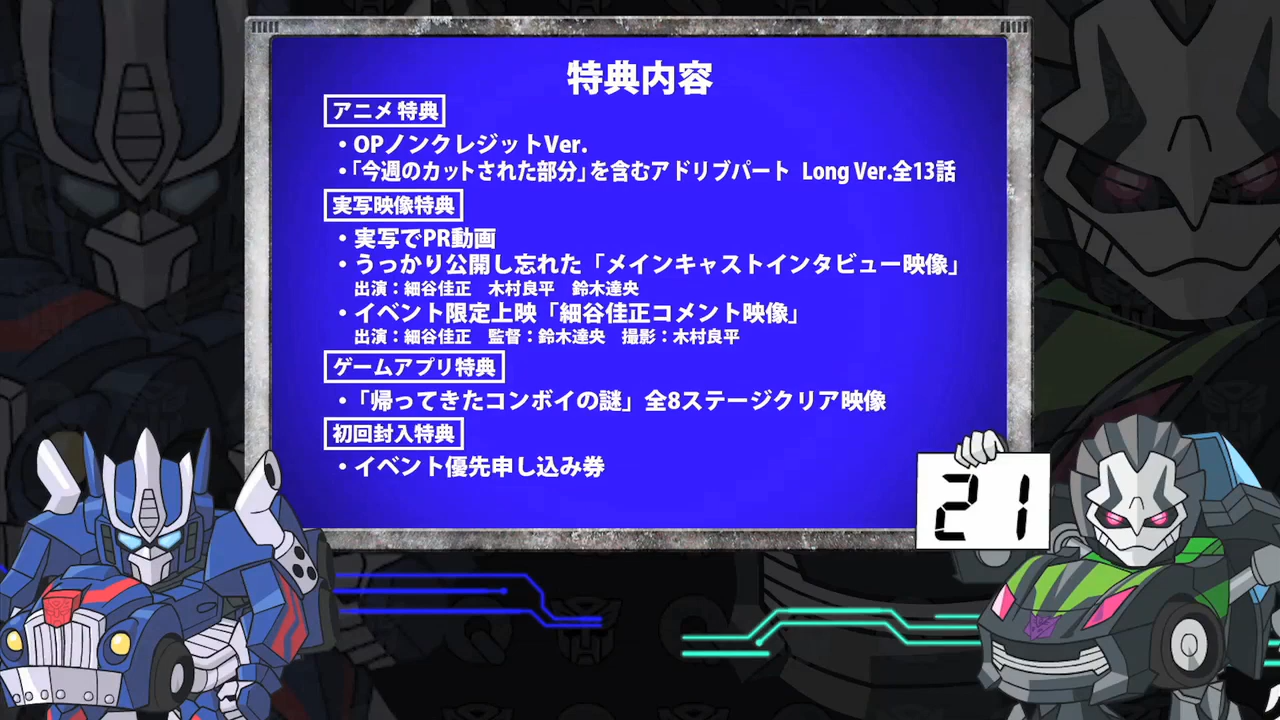 特典内容
アニメ特典
・OPノンクレジットVer.
・「今週のカットされた部分」を含むアドリブパート Long Ver.全13話
実写映像特典
・実写でPR動画
・うっかり公開し忘れた「メインキャストインタビュー映像」
出演：細谷佳正　木村良平　鈴木達央
・イベント限定上映「細谷佳正コメント映像」
出演：細谷佳正　監督：鈴木達央　撮影：木村良平
ゲームアプリ特典
・「帰ってきたコンボイの謎」全8ステージクリア映像
初回封入特典
・イベント優先申し込み券
21